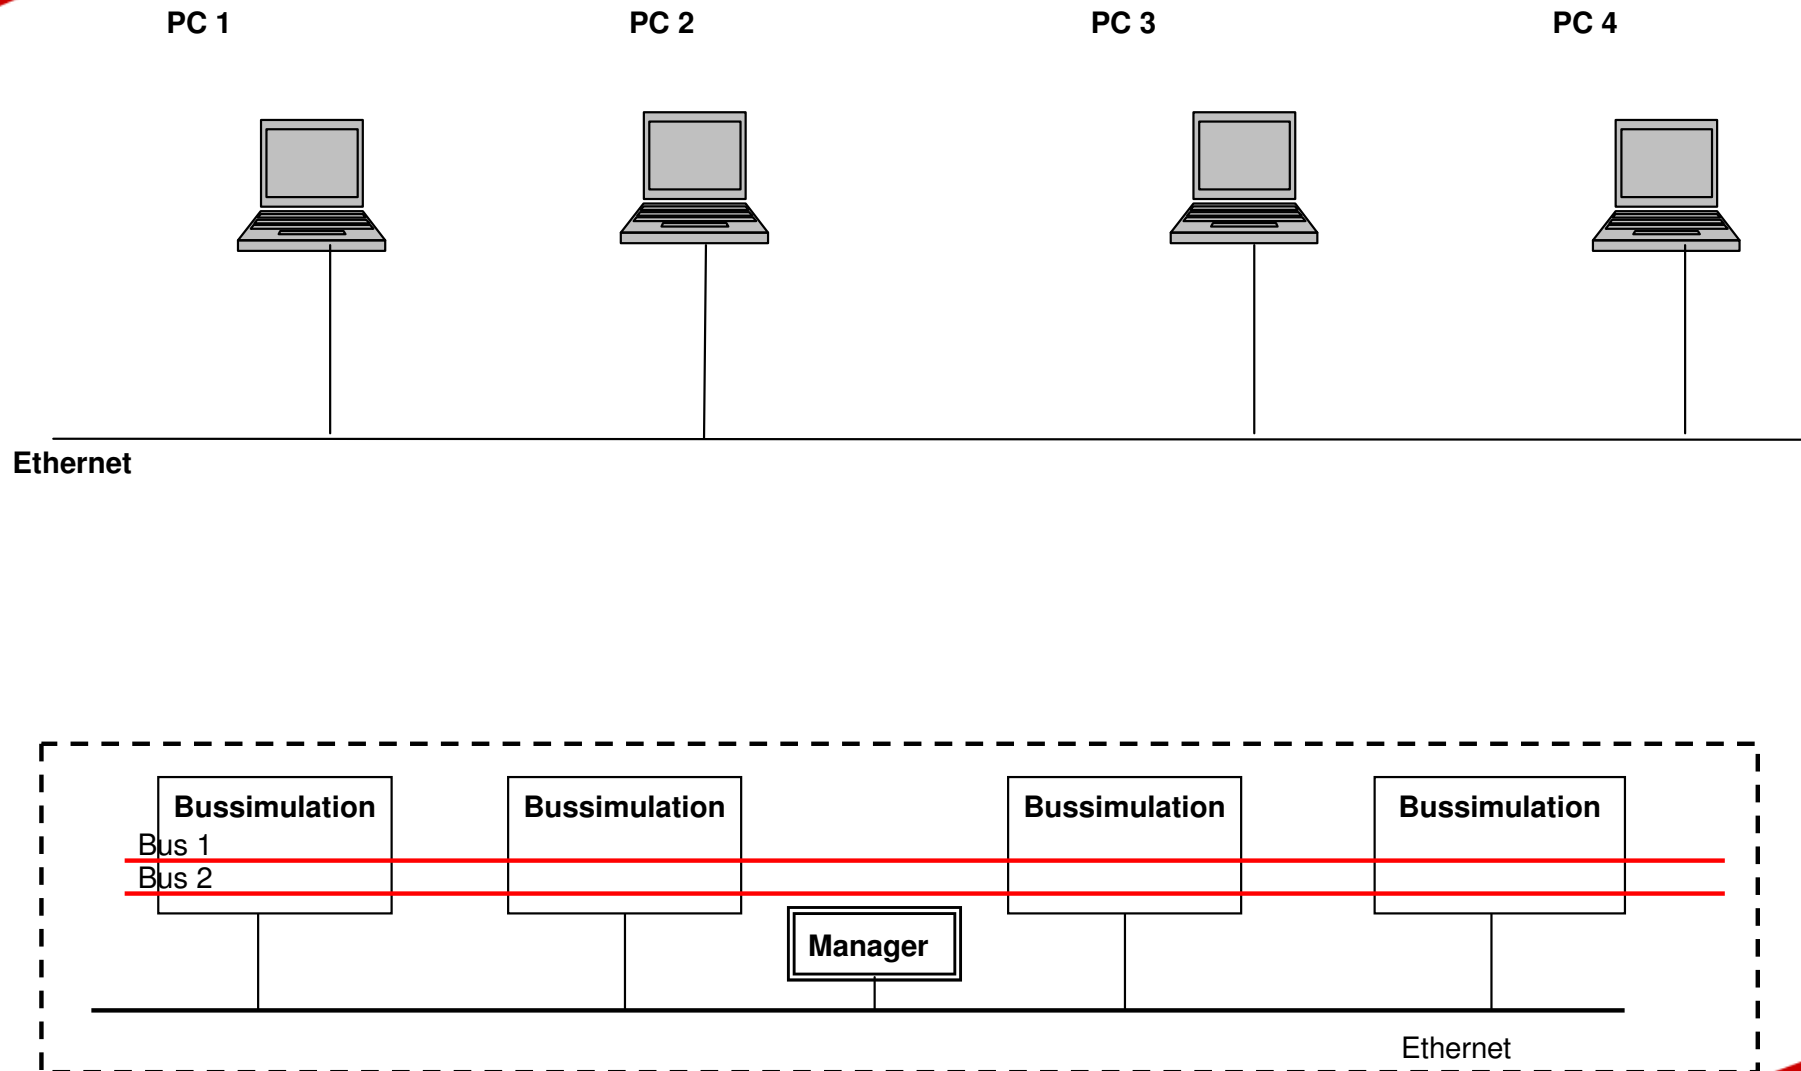 PC 1
PC 2
PC 3
PC 4
Ethernet
Bussimulation
Bussimulation
Bussimulation
Bussimulation
Bus 1
Bus 2
Manager
Ethernet